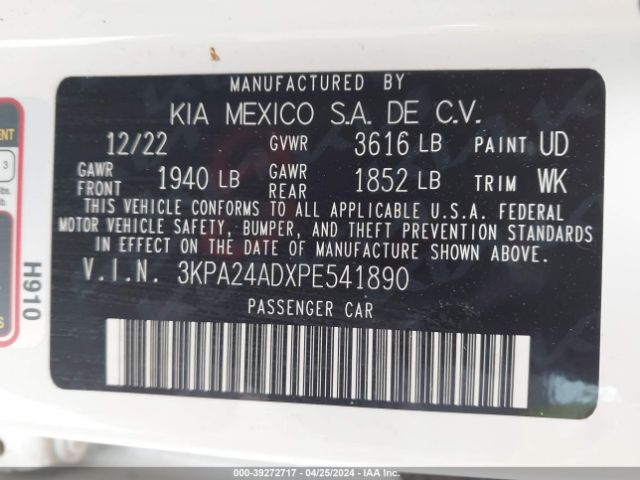 MANUFACTURED BY
KIA MEXICO S.A. DE C.V.
12/22 GVWR 3616 LB PAINT UD
GAWR FRONT 1940 LB GAWR REAR 1852 LB TRIM WK
THIS VEHICLE CONFORMS TO ALL APPLICABLE U.S.A. FEDERAL
MOTOR VEHICLE SAFETY, BUMPER, AND THEFT PREVENTION STANDARDS
IN EFFECT ON THE DATE OF MANUFACTURE SHOWN ABOVE.
V.I.N. 3KPA24ADXPE541890
PASSENGER CAR
H910
3
000-39272717 - 04/25/2024 - IAA Inc.